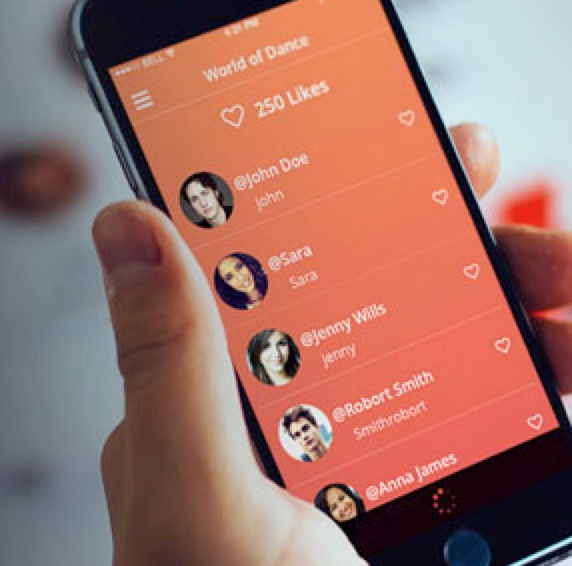 BELL
4:21 PM
World of Dance
250 Likes
@John Doe
john
@Sara
Sara
@Jenny Wills
jenny
@Robort Smith
Smithrobort
@Anna James